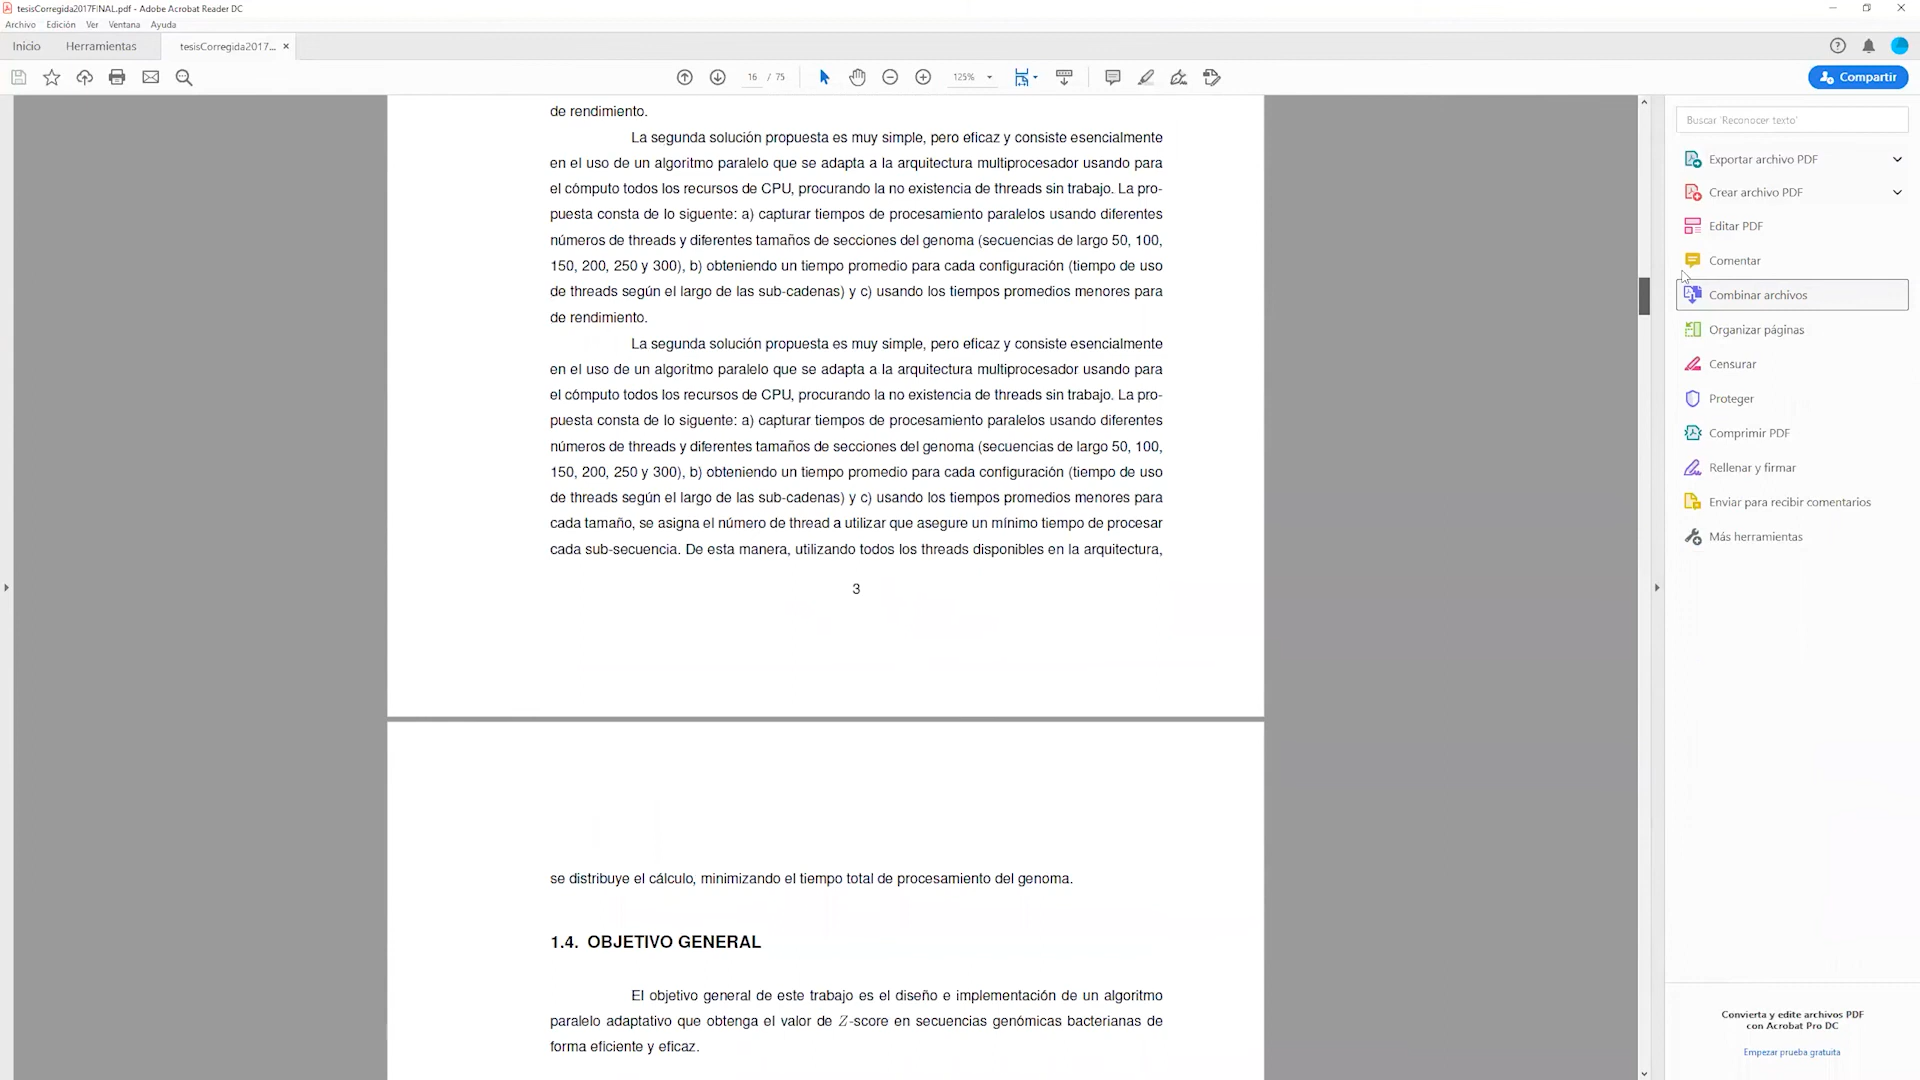 tesisCorregida2017FINAL.pdf - Adobe Acrobat Reader DC
Archivo Edición Ver Ventana Ayuda
Inicio Herramientas tesisCorregida2017... ×
16 / 75 125% Compartir
Buscar 'Reconocer texto'
Exportar archivo PDF
Crear archivo PDF
Editar PDF
Comentar
Combinar archivos
Organizar páginas
Censurar
Proteger
Comprimir PDF
Rellenar y firmar
Enviar para recibir comentarios
Más herramientas
Convierta y edite archivos PDF
con Acrobat Pro DC
Empezar prueba gratuita
de rendimiento.
La segunda solución propuesta es muy simple, pero eficaz y consiste esencialmente
en el uso de un algoritmo paralelo que se adapta a la arquitectura multiprocesador usando para
el cómputo todos los recursos de CPU, procurando la no existencia de threads sin trabajo. La pro-
puesta consta de lo siguente: a) capturar tiempos de procesamiento paralelos usando diferentes
números de threads y diferentes tamaños de secciones del genoma (secuencias de largo 50, 100,
150, 200, 250 y 300), b) obteniendo un tiempo promedio para cada configuración (tiempo de uso
de threads según el largo de las sub-cadenas) y c) usando los tiempos promedios menores para
de rendimiento.
La segunda solución propuesta es muy simple, pero eficaz y consiste esencialmente
en el uso de un algoritmo paralelo que se adapta a la arquitectura multiprocesador usando para
el cómputo todos los recursos de CPU, procurando la no existencia de threads sin trabajo. La pro-
puesta consta de lo siguente: a) capturar tiempos de procesamiento paralelos usando diferentes
números de threads y diferentes tamaños de secciones del genoma (secuencias de largo 50, 100,
150, 200, 250 y 300), b) obteniendo un tiempo promedio para cada configuración (tiempo de uso
de threads según el largo de las sub-cadenas) y c) usando los tiempos promedios menores para
cada tamaño, se asigna el número de thread a utilizar que asegure un mínimo tiempo de procesar
cada sub-secuencia. De esta manera, utilizando todos los threads disponibles en la arquitectura,
3
se distribuye el cálculo, minimizando el tiempo total de procesamiento del genoma.
1.4. OBJETIVO GENERAL
El objetivo general de este trabajo es el diseño e implementación de un algoritmo
paralelo adaptativo que obtenga el valor de Z-score en secuencias genómicas bacterianas de
forma eficiente y eficaz.